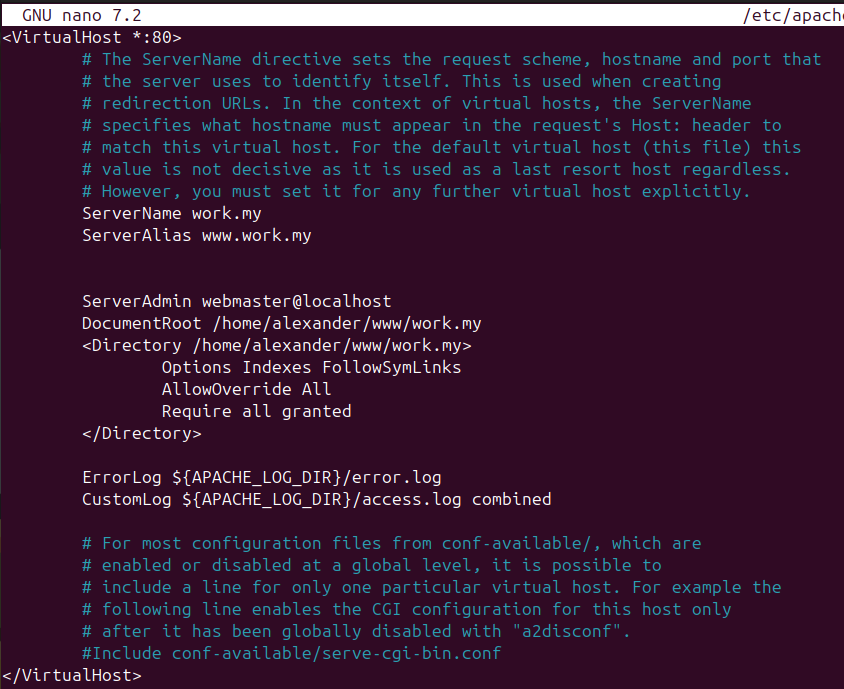 GNU nano 7.2 /etc/apache
<VirtualHost *:80>
# The ServerName directive sets the request scheme, hostname and port that
# the server uses to identify itself. This is used when creating
# redirection URLs. In the context of virtual hosts, the ServerName
# specifies what hostname must appear in the request's Host: header to
# match this virtual host. For the default virtual host (this file) this
# value is not decisive as it is used as a last resort host regardless.
# However, you must set it for any further virtual host explicitly.
ServerName work.my
ServerAlias www.work.my
ServerAdmin webmaster@localhost
DocumentRoot /home/alexander/www/work.my
<Directory /home/alexander/www/work.my>
Options Indexes FollowSymLinks
AllowOverride All
Require all granted
</Directory>
ErrorLog ${APACHE_LOG_DIR}/error.log
CustomLog ${APACHE_LOG_DIR}/access.log combined
# For most configuration files from conf-available/, which are
# enabled or disabled at a global level, it is possible to
# include a line for only one particular virtual host. For example the
# following line enables the CGI configuration for this host only
# after it has been globally disabled with "a2disconf".
#Include conf-available/serve-cgi-bin.conf
</VirtualHost>